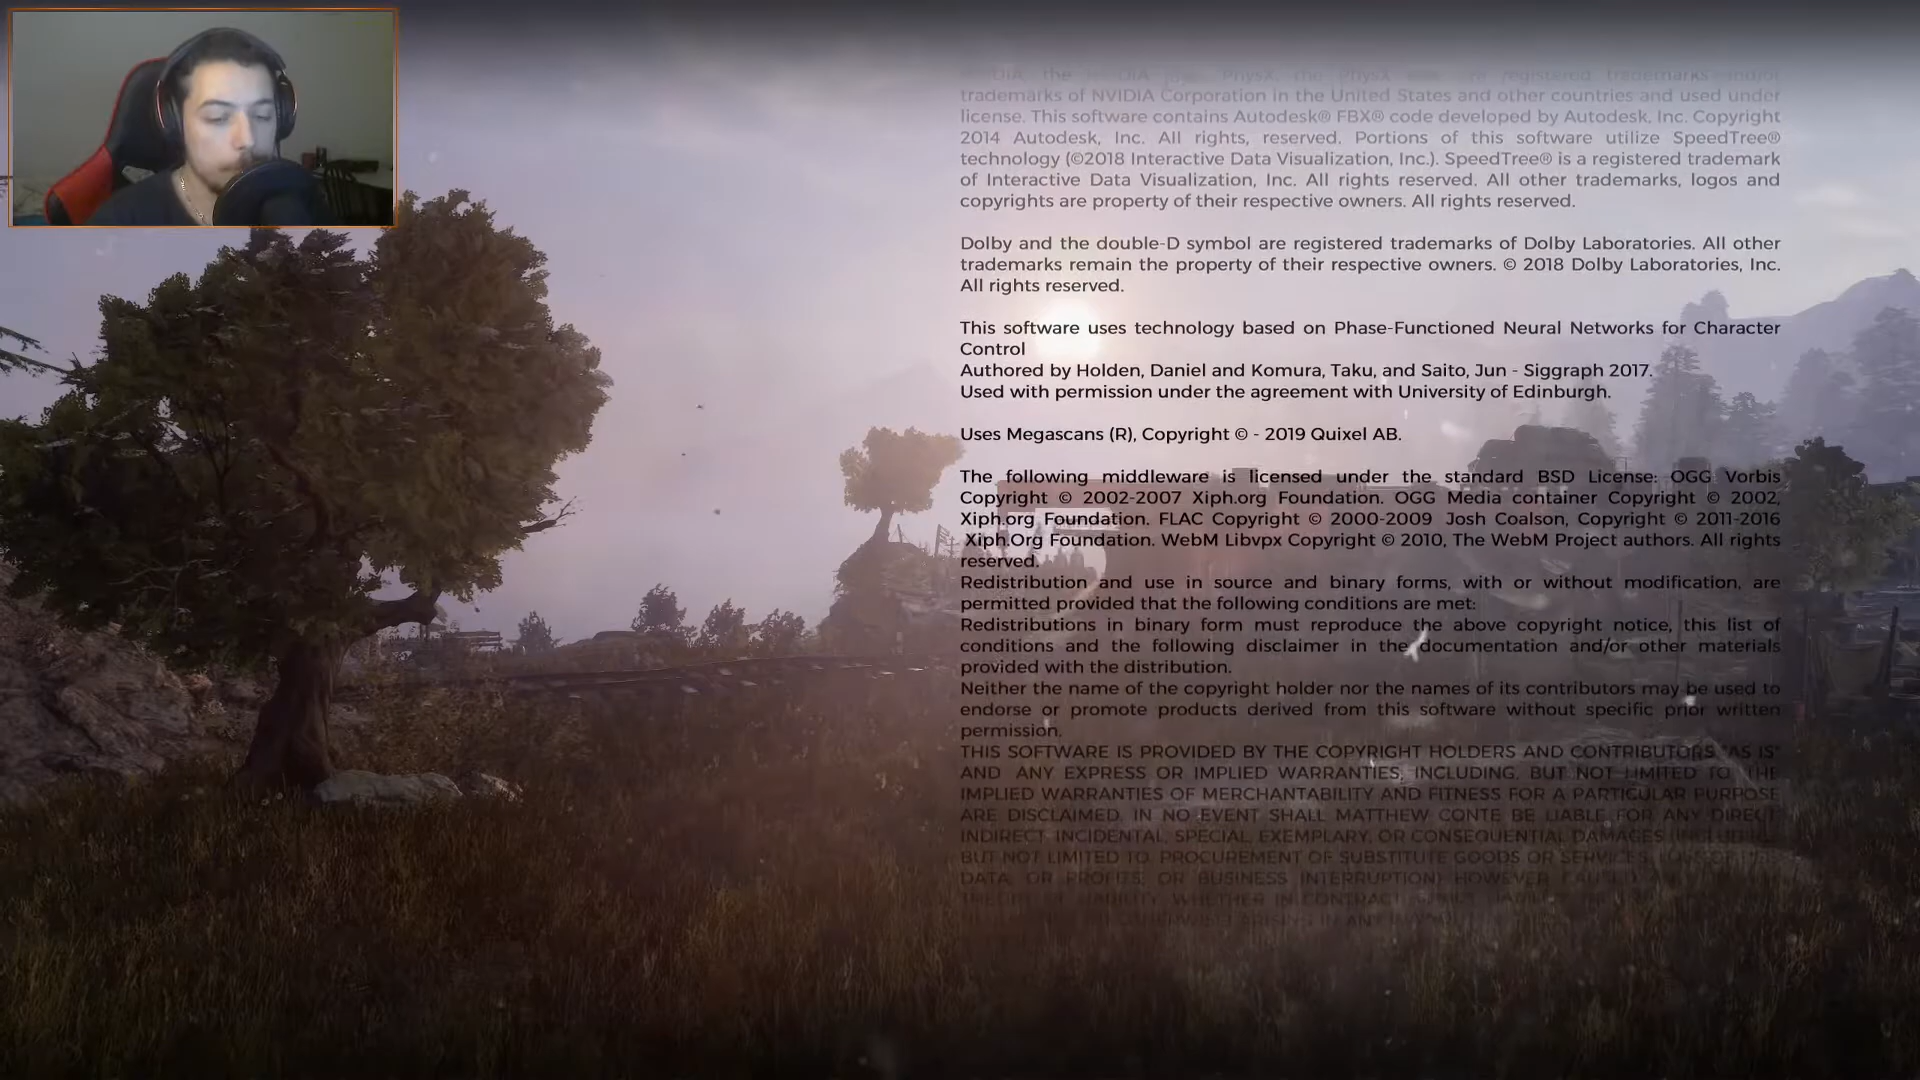 trademarks of NVIDIA Corporation in the United States and other countries and used under
license. This software contains Autodesk® FBX® code developed by Autodesk, Inc. Copyright
2014 Autodesk, Inc. All rights, reserved. Portions of this software utilize SpeedTree®
technology (©2018 Interactive Data Visualization, Inc.). SpeedTree® is a registered trademark
of Interactive Data Visualization, Inc. All rights reserved. All other trademarks, logos and
copyrights are property of their respective owners. All rights reserved.
Dolby and the double-D symbol are registered trademarks of Dolby Laboratories. All other
trademarks remain the property of their respective owners. © 2018 Dolby Laboratories, Inc.
All rights reserved.
This software uses technology based on Phase-Functioned Neural Networks for Character
Control
Authored by Holden, Daniel and Komura, Taku, and Saito, Jun - Siggraph 2017.
Used with permission under the agreement with University of Edinburgh.
Uses Megascans (R), Copyright © - 2019 Quixel AB.
The following middleware is licensed under the standard BSD License: OGG Vorbis
Copyright © 2002-2007 Xiph.org Foundation. OGG Media container Copyright © 2002,
Xiph.org Foundation. FLAC Copyright © 2000-2009 Josh Coalson, Copyright © 2011-2016
Xiph.Org Foundation. WebM Libvpx Copyright © 2010, The WebM Project authors. All rights
reserved.
Redistribution and use in source and binary forms, with or without modification, are
permitted provided that the following conditions are met:
Redistributions in binary form must reproduce the above copyright notice, this list of
conditions and the following disclaimer in the documentation and/or other materials
provided with the distribution.
Neither the name of the copyright holder nor the names of its contributors may be used to
endorse or promote products derived from this software without specific prior written
permission.
THIS SOFTWARE IS PROVIDED BY THE COPYRIGHT HOLDERS AND CONTRIBUTORS "AS IS"
AND ANY EXPRESS OR IMPLIED WARRANTIES, INCLUDING, BUT NOT LIMITED TO, THE
IMPLIED WARRANTIES OF MERCHANTABILITY AND FITNESS FOR A PARTICULAR PURPOSE
ARE DISCLAIMED. IN NO EVENT SHALL MATTHEW CONTE BE LIABLE FOR ANY DIRECT,
INDIRECT, INCIDENTAL, SPECIAL, EXEMPLARY, OR CONSEQUENTIAL DAMAGES (INCLUDING,
BUT NOT LIMITED TO, PROCUREMENT OF SUBSTITUTE GOODS OR SERVICES;
DATA, OR PROFITS; OR BUSINESS INTERRUPTION) HOWEVER CAUSED